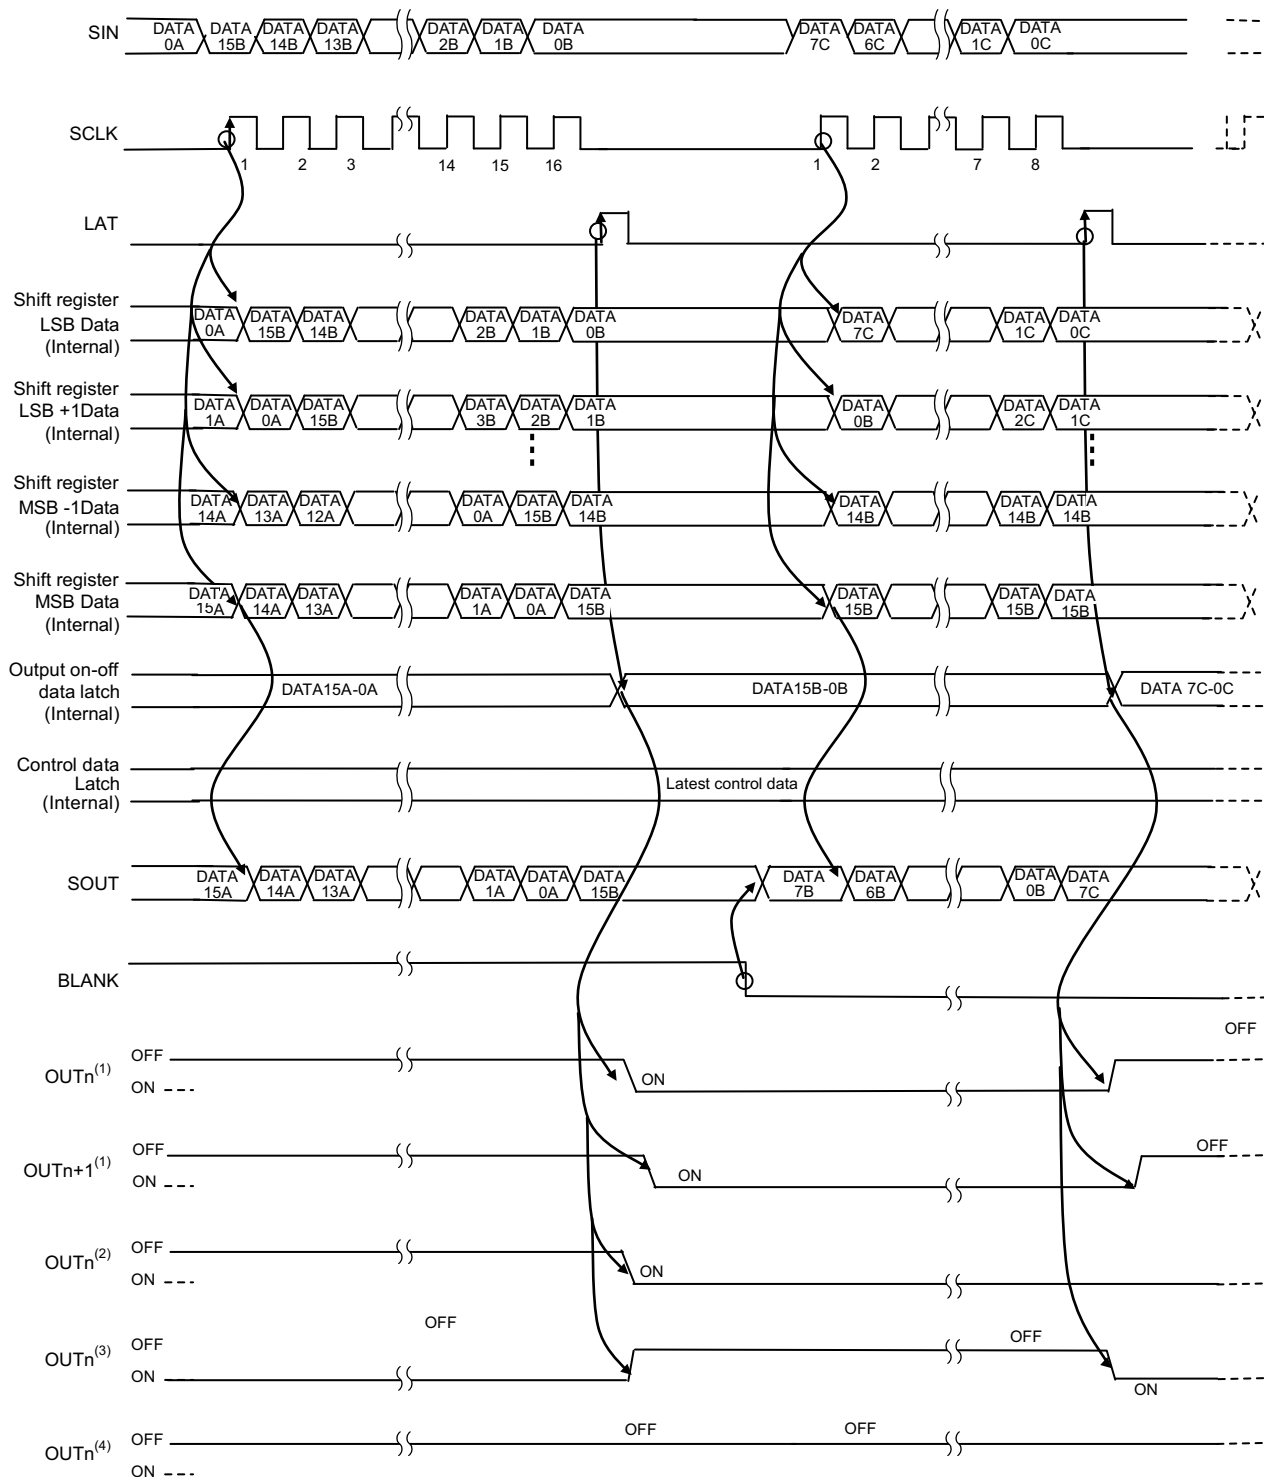 SIN
DATA 0A DATA 15B DATA 14B DATA 13B DATA 2B DATA 1B DATA 0B DATA 7C DATA 6C DATA 1C DATA 0C
SCLK
1 2 3 14 15 16 1 2 7 8
LAT
Shift register
LSB Data
(Internal)
DATA 0A DATA 15B DATA 14B DATA 2B DATA 1B DATA 0B DATA 7C DATA 1C DATA 0C
Shift register
LSB +1Data
(Internal)
DATA 1A DATA 0A DATA 15B DATA 3B DATA 2B DATA 1B DATA 0B DATA 2C DATA 1C
Shift register
MSB -1Data
(Internal)
DATA 14A DATA 13A DATA 12A DATA 0A DATA 15B DATA 14B DATA 14B DATA 14B DATA 14B
Shift register
MSB Data
(Internal)
DATA 15A DATA 14A DATA 13A DATA 1A DATA 0A DATA 15B DATA 15B DATA 15B DATA 15B
Output on-off
data latch
(Internal)
DATA15A-0A DATA15B-0B DATA 7C-0C
Control data
Latch
(Internal)
Latest control data
SOUT
DATA 15A DATA 14A DATA 13A DATA 1A DATA 0A DATA 15B DATA 7B DATA 6B DATA 0B DATA 7C
BLANK
OFF
OUTn(1)
OFF
ON
ON
OUTn+1(1)
OFF
ON
ON
OFF
OUTn(2)
OFF
ON
ON
OUTn(3)
OFF
ON
OFF
OFF
ON
OUTn(4)
OFF
ON
OFF
OFF